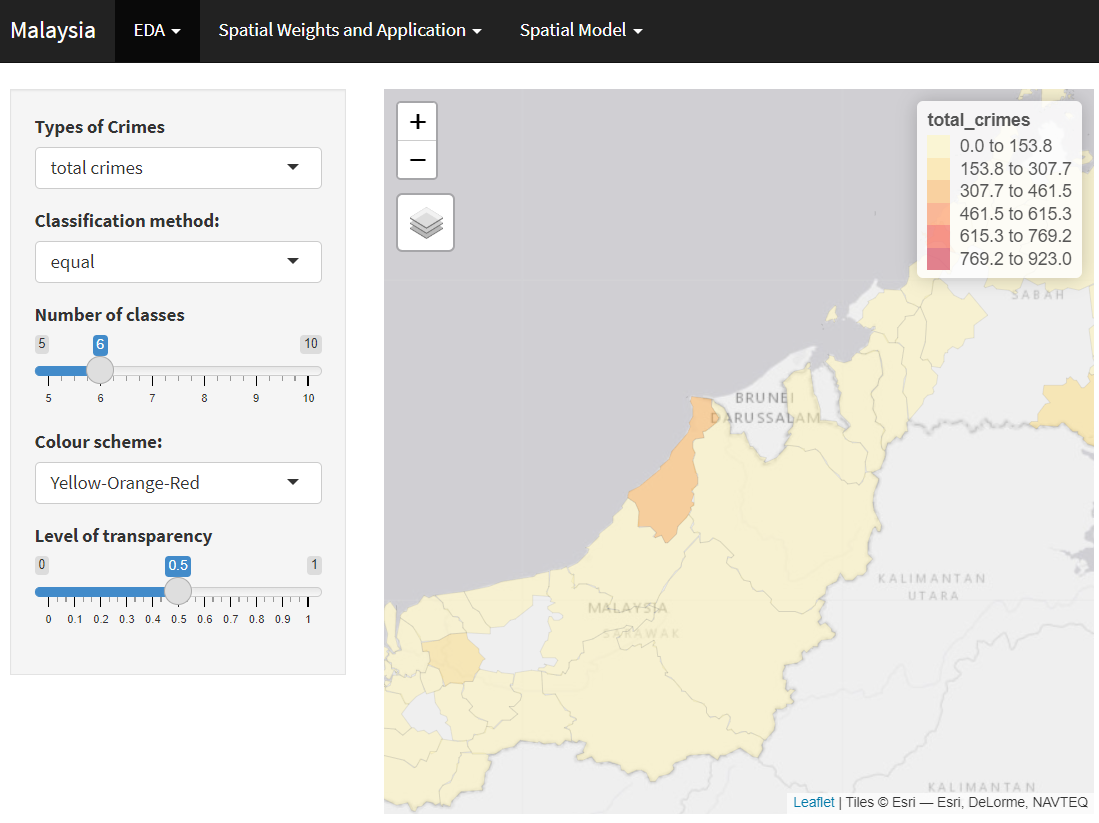 Malaysia EDA Spatial Weights and Application Spatial Model
Types of Crimes
total crimes
Classification method:
equal
Number of classes
5 6 10
5 6 7 8 9 10
Colour scheme:
Yellow-Orange-Red
Level of transparency
0 0.5 1
0 0.1 0.2 0.3 0.4 0.5 0.6 0.7 0.8 0.9 1
+
−
total_crimes
0.0 to 153.8
153.8 to 307.7
307.7 to 461.5
461.5 to 615.3
615.3 to 769.2
769.2 to 923.0
SABAH
BRUNEI
DARUSSALAM
KALIMANTAN
UTARA
MALAYSIA
SARAWAK
KALIMANTAN
Leaflet | Tiles © Esri — Esri, DeLorme, NAVTEQ